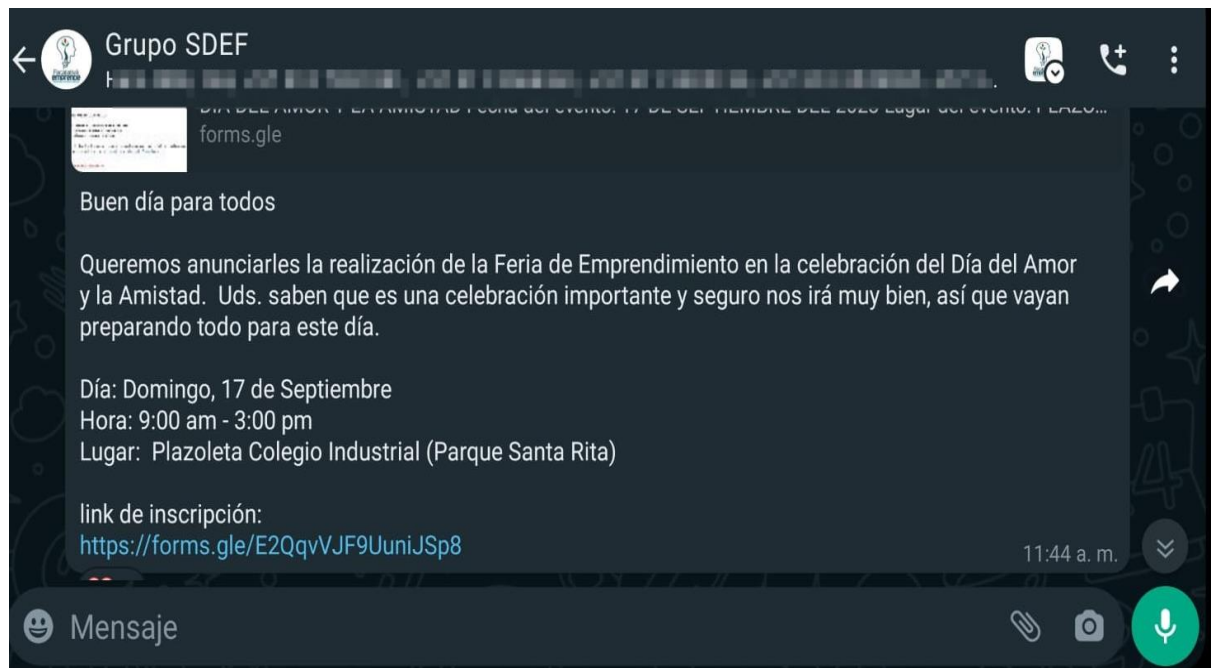 Grupo SDEF
forms.gle
Buen día para todos
Queremos anunciarles la realización de la Feria de Emprendimiento en la celebración del Día del Amor
y la Amistad.  Uds. saben que es una celebración importante y seguro nos irá muy bien, así que vayan
preparando todo para este día.
Día: Domingo, 17 de Septiembre
Hora: 9:00 am - 3:00 pm
Lugar:  Plazoleta Colegio Industrial (Parque Santa Rita)
link de inscripción:
https://forms.gle/E2QqvVJF9UuniJSp8
11:44 a. m.
Mensaje